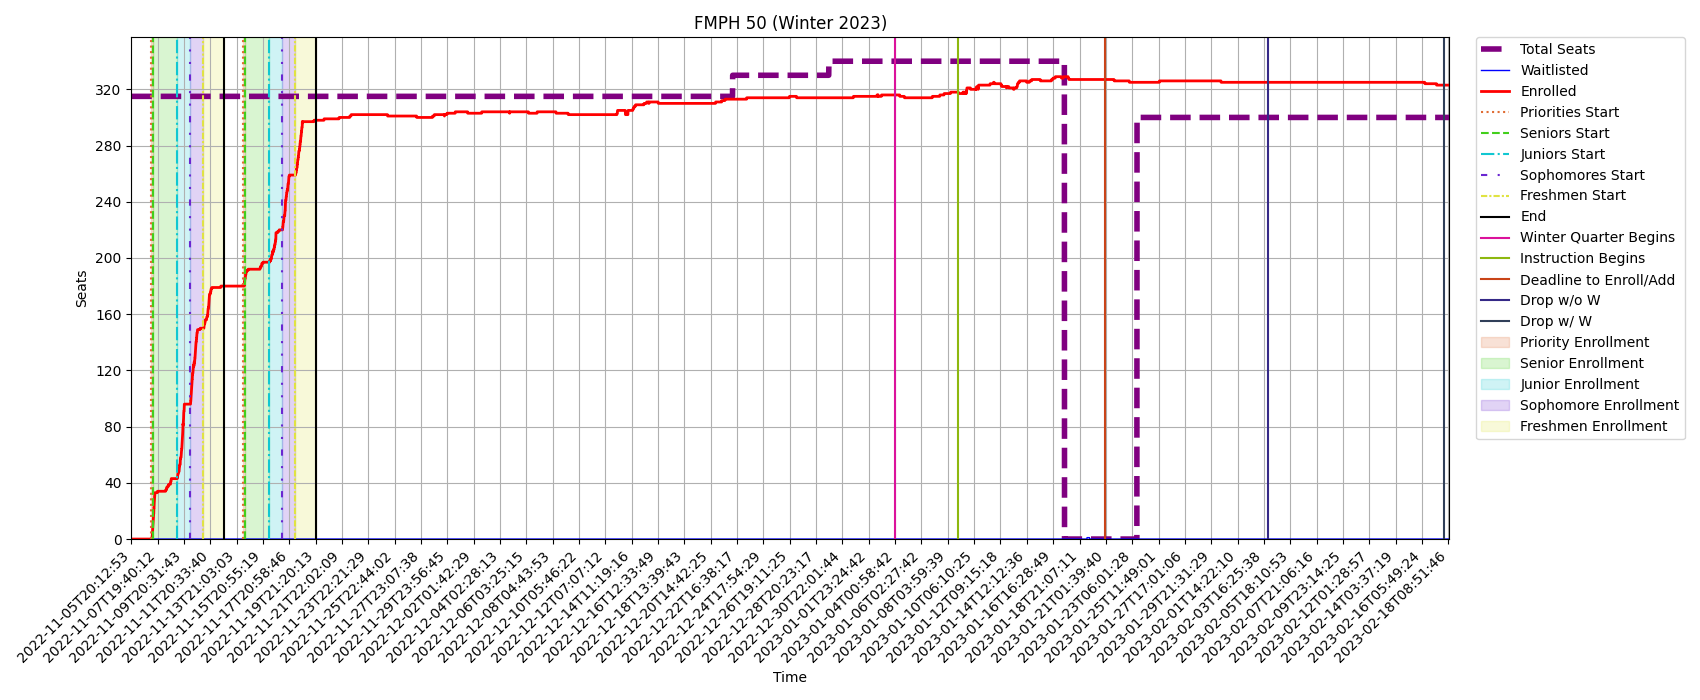 FMPH 50 (Winter 2023)
Seats
320
280
240
200
160
120
80
40
0
2022-11-05T20:12:53
2022-11-07T19:40:12
2022-11-09T20:31:43
2022-11-11T20:33:40
2022-11-13T21:03:03
2022-11-15T20:55:19
2022-11-17T20:58:46
2022-11-19T21:20:13
2022-11-21T22:02:09
2022-11-23T22:21:29
2022-11-25T22:44:02
2022-11-27T23:07:38
2022-11-29T23:56:45
2022-12-02T01:42:29
2022-12-04T02:28:13
2022-12-06T03:25:15
2022-12-08T04:43:53
2022-12-10T05:46:22
2022-12-12T07:07:12
2022-12-14T11:19:16
2022-12-16T12:33:49
2022-12-18T13:39:43
2022-12-20T14:42:25
2022-12-22T16:38:17
2022-12-24T17:54:29
2022-12-26T19:11:25
2022-12-28T20:23:17
2022-12-30T22:01:44
2023-01-01T23:24:42
2023-01-04T00:58:42
2023-01-06T02:27:42
2023-01-08T03:59:39
2023-01-10T06:10:25
2023-01-12T09:15:18
2023-01-14T12:12:36
2023-01-16T16:28:49
2023-01-18T21:07:11
2023-01-21T01:39:40
2023-01-23T06:01:28
2023-01-25T11:49:01
2023-01-27T17:01:06
2023-01-29T21:31:29
2023-02-01T14:22:10
2023-02-03T16:25:38
2023-02-05T18:10:53
2023-02-07T21:06:16
2023-02-09T23:14:25
2023-02-12T01:28:57
2023-02-14T03:37:19
2023-02-16T05:49:24
2023-02-18T08:51:46
Time
Total Seats
Waitlisted
Enrolled
Priorities Start
Seniors Start
Juniors Start
Sophomores Start
Freshmen Start
End
Winter Quarter Begins
Instruction Begins
Deadline to Enroll/Add
Drop w/o W
Drop w/ W
Priority Enrollment
Senior Enrollment
Junior Enrollment
Sophomore Enrollment
Freshmen Enrollment